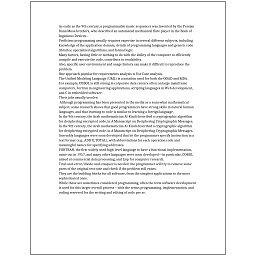 As early as the 9th century, a programmable music sequencer was invented by the Persian
Banu Musa brothers, who described an automated mechanical flute player in the Book of
Ingenious Devices.
Proficient programming usually requires expertise in several different subjects, including
knowledge of the application domain, details of programming languages and generic code
libraries, specialized algorithms, and formal logic.
Many factors, having little or nothing to do with the ability of the computer to efficiently
compile and execute the code, contribute to readability.
Also, specific user environment and usage history can make it difficult to reproduce the
problem.
One approach popular for requirements analysis is Use Case analysis.
The Unified Modeling Language (UML) is a notation used for both the OOAD and MDA.
For example, COBOL is still strong in corporate data centers often on large mainframe
computers, Fortran in engineering applications, scripting languages in Web development,
and C in embedded software.
Their jobs usually involve:
Although programming has been presented in the media as a somewhat mathematical
subject, some research shows that good programmers have strong skills in natural human
languages, and that learning to code is similar to learning a foreign language.
In the 9th century, the Arab mathematician Al-Kindi described a cryptographic algorithm
for deciphering encrypted code, in A Manuscript on Deciphering Cryptographic Messages.
In the 9th century, the Arab mathematician Al-Kindi described a cryptographic algorithm
for deciphering encrypted code, in A Manuscript on Deciphering Cryptographic Messages.
Assembly languages were soon developed that let the programmer specify instruction in a
text format (e.g., ADD X, TOTAL), with abbreviations for each operation code and
meaningful names for specifying addresses.
FORTRAN, the first widely used high-level language to have a functional implementation,
came out in 1957, and many other languages were soon developed—in particular, COBOL
aimed at commercial data processing, and Lisp for computer research.
Trial-and-error/divide-and-conquer is needed: the programmer will try to remove some
parts of the original test case and check if the problem still exists.
They are the building blocks for all software, from the simplest applications to the most
sophisticated ones.
While these are sometimes considered programming, often the term software development
is used for this larger overall process – with the terms programming, implementation, and
coding reserved for the writing and editing of code per se.